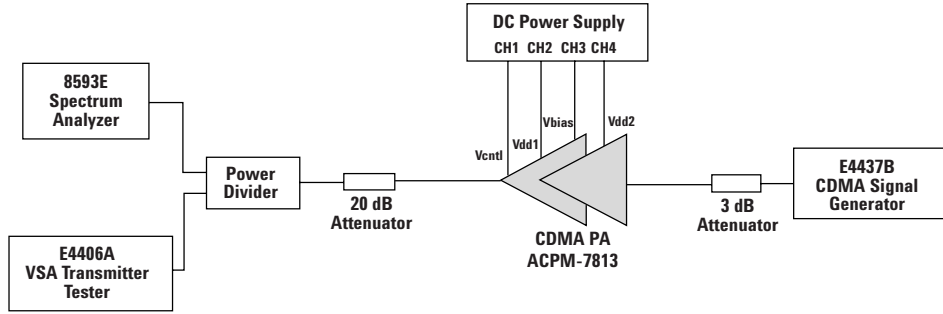 DC Power Supply
CH1 CH2 CH3 CH4
8593E
Spectrum
Analyzer
Vcntl
Vdd1
Vbias
Vdd2
Power
Divider
20 dB
Attenuator
CDMA PA
ACPM-7813
3 dB
Attenuator
E4437B
CDMA Signal
Generator
E4406A
VSA Transmitter
Tester